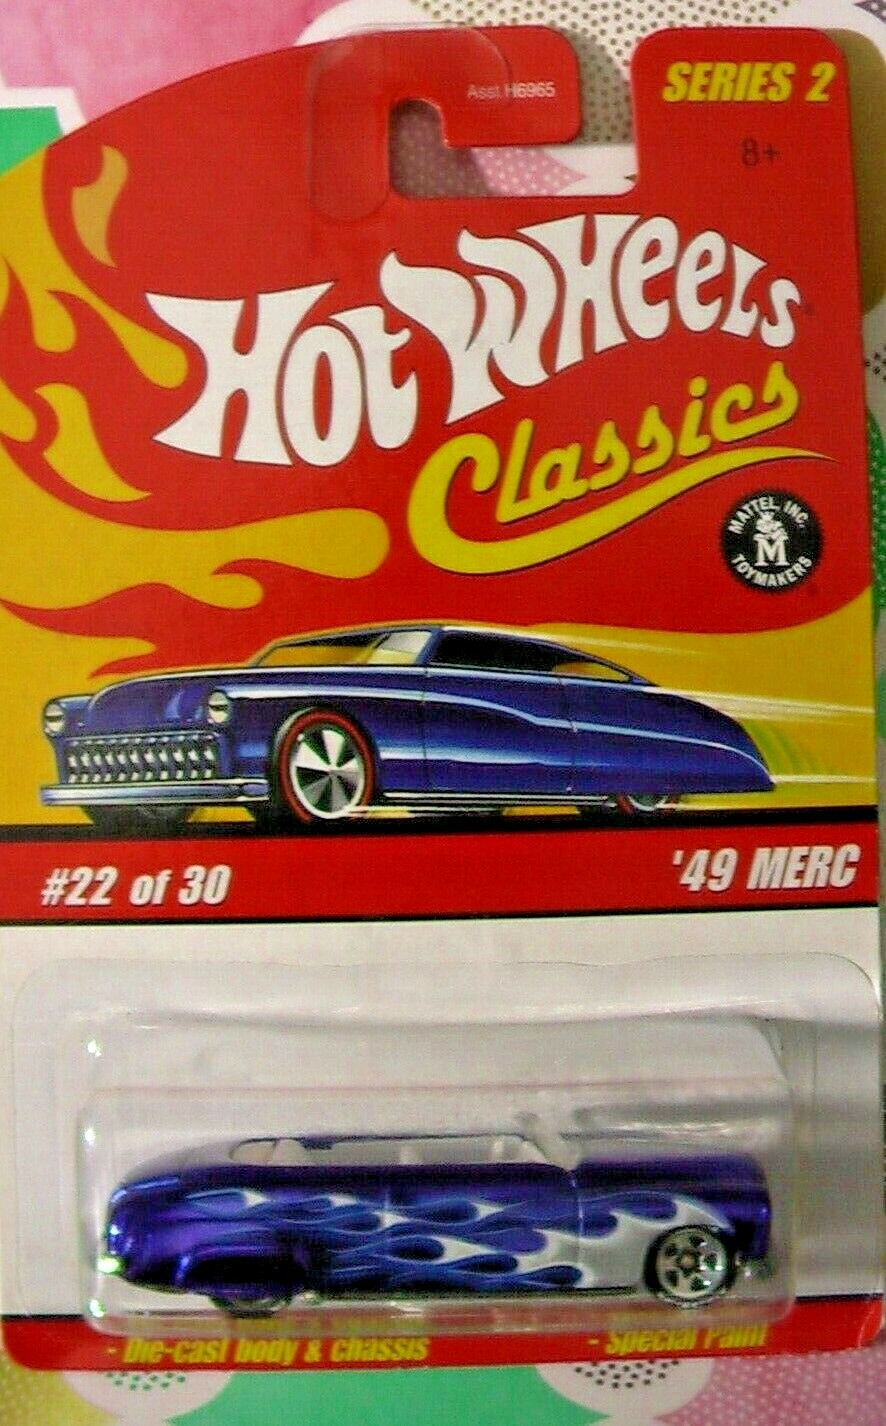 Asst. H6965
SERIES 2
8+
Hot Wheels
Classics
MATTEL, INC.
M
TOYMAKERS
#22 of 30
'49 MERC
- Die-cast body & chassis
- Special Paint